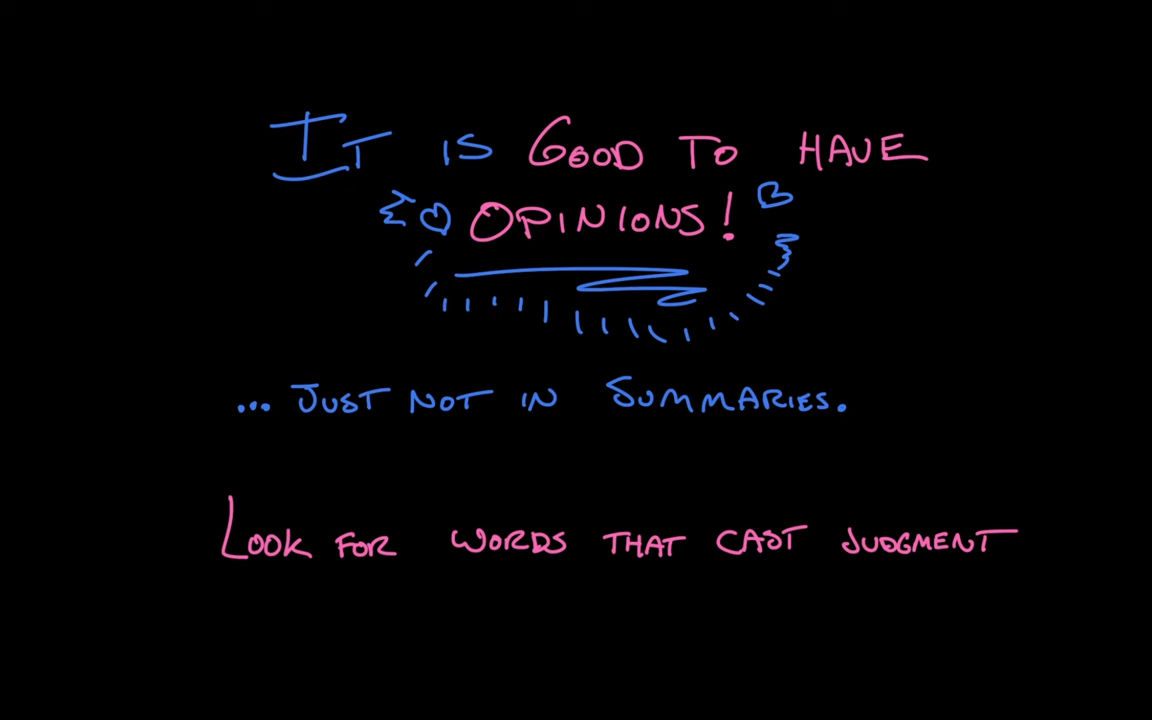 IT IS GOOD TO HAVE
OPINIONS!
... JUST NOT IN SUMMARIES.
LOOK FOR WORDS THAT CAST JUDGMENT